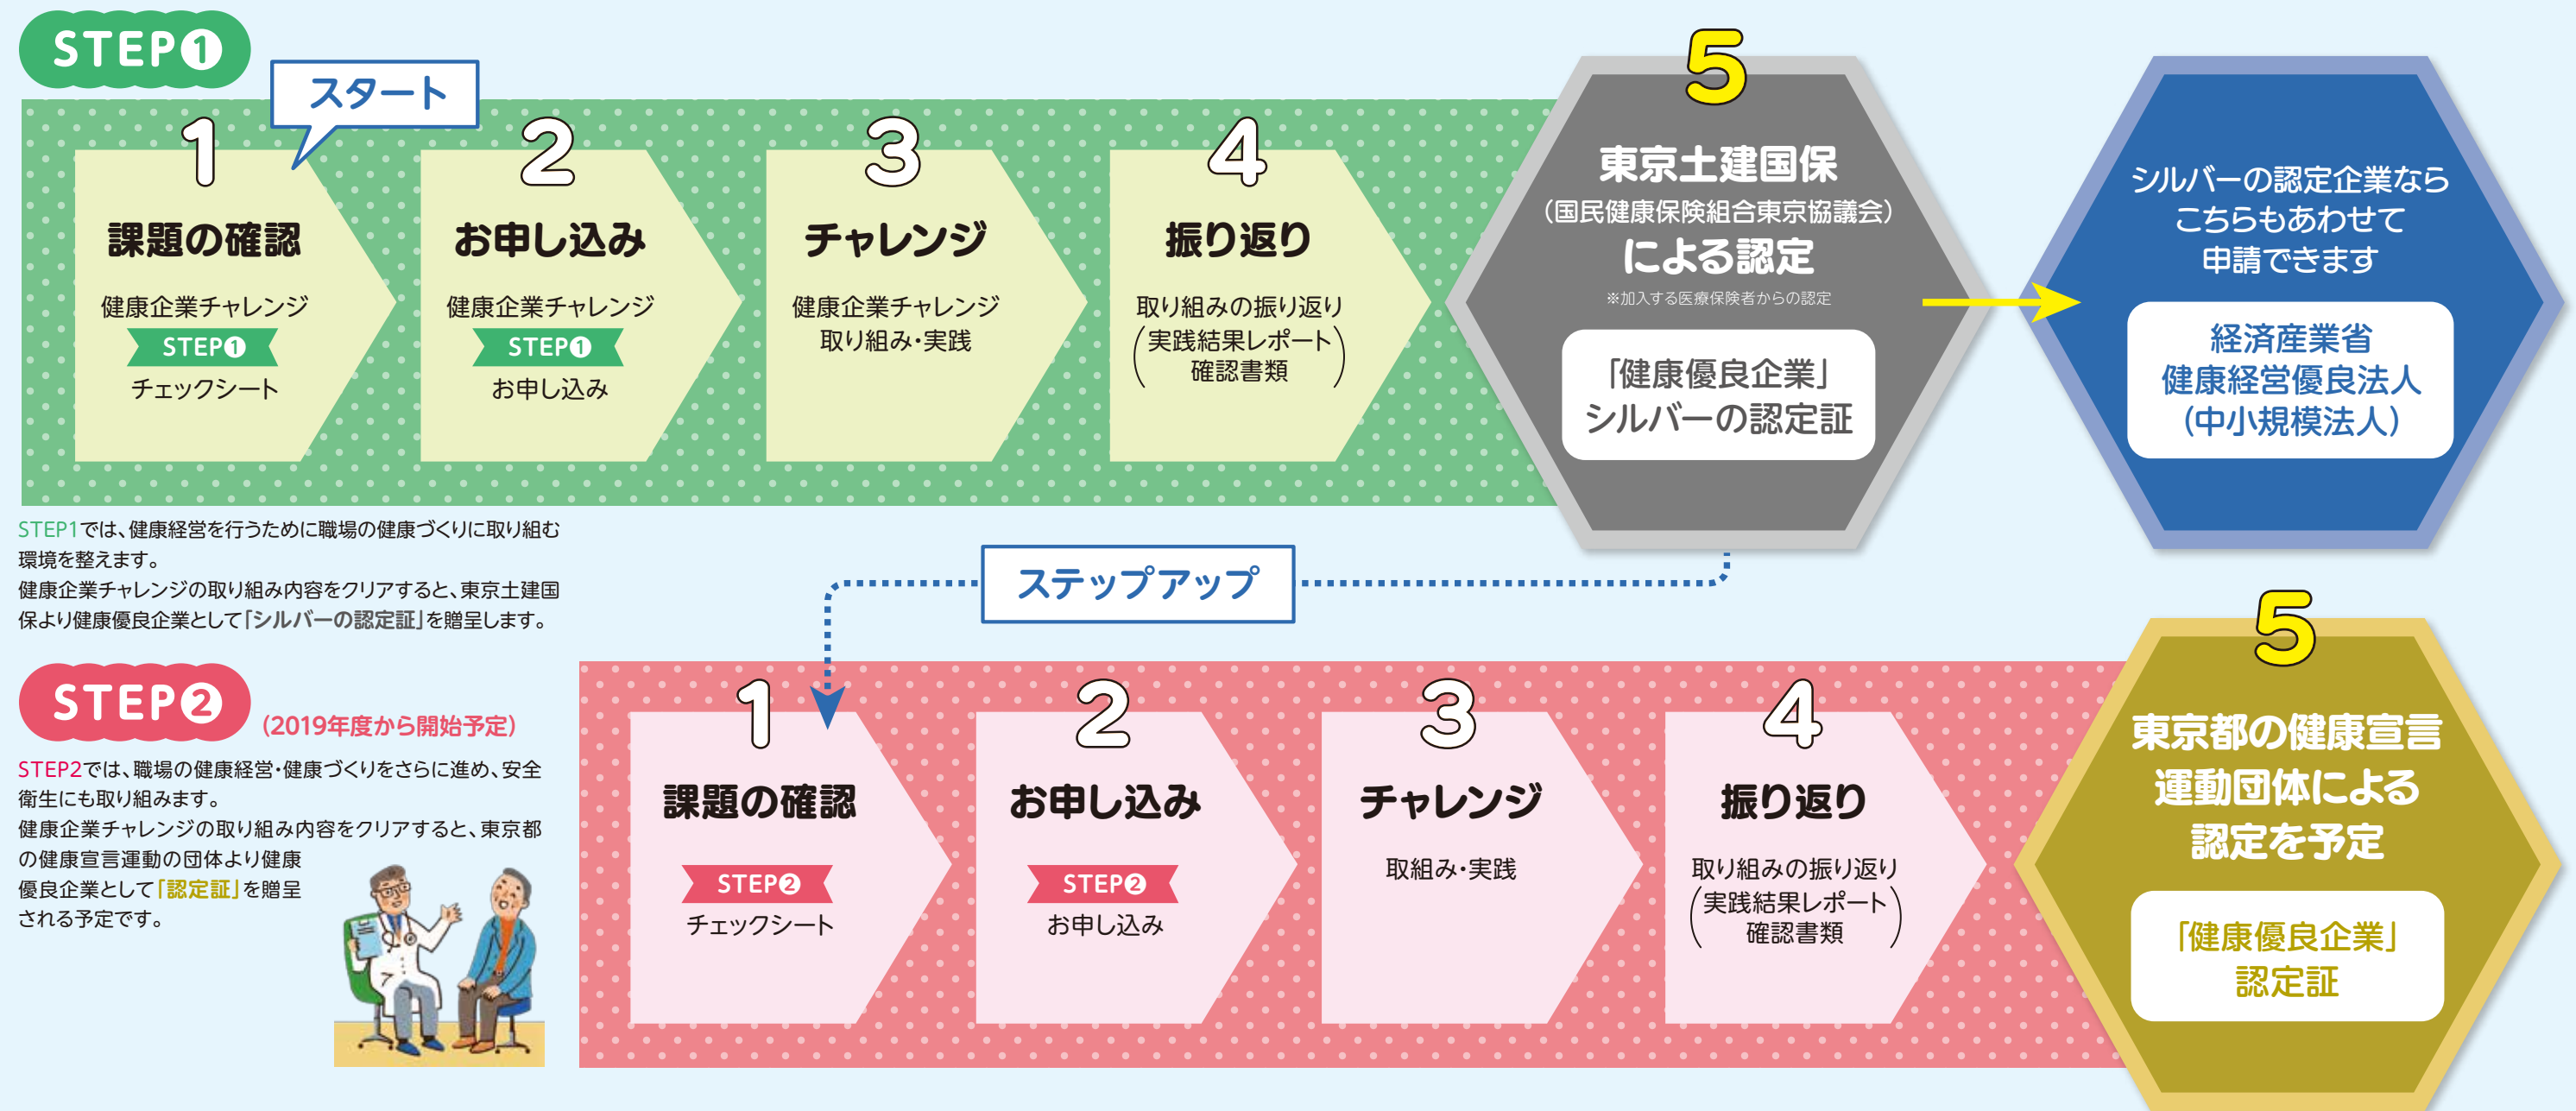 STEP❶
スタート
1
課題の確認
健康企業チャレンジ
STEP❶
チェックシート
2
お申し込み
健康企業チャレンジ
STEP❶
お申し込み
3
チャレンジ
健康企業チャレンジ
取り組み・実践
4
振り返り
取り組みの振り返り
(実践結果レポート
確認書類)
5
東京土建国保
(国民健康保険組合東京協議会)
による認定
※加入する医療保険者からの認定
「健康優良企業」
シルバーの認定証
シルバーの認定企業なら
こちらもあわせて
申請できます
経済産業省
健康経営優良法人
(中小規模法人)
STEP1では、健康経営を行うために職場の健康づくりに取り組む
環境を整えます。
健康企業チャレンジの取り組み内容をクリアすると、東京土建国
保より健康優良企業として「シルバーの認定証」を贈呈します。
ステップアップ
STEP❷
(2019年度から開始予定)
STEP2では、職場の健康経営・健康づくりをさらに進め、安全
衛生にも取り組みます。
健康企業チャレンジの取り組み内容をクリアすると、東京都
の健康宣言運動の団体より健康
優良企業として「認定証」を贈呈
される予定です。
1
課題の確認
STEP❷
チェックシート
2
お申し込み
STEP❷
お申し込み
3
チャレンジ
取組み・実践
4
振り返り
取り組みの振り返り
(実践結果レポート
確認書類)
5
東京都の健康宣言
運動団体による
認定を予定
「健康優良企業」
認定証